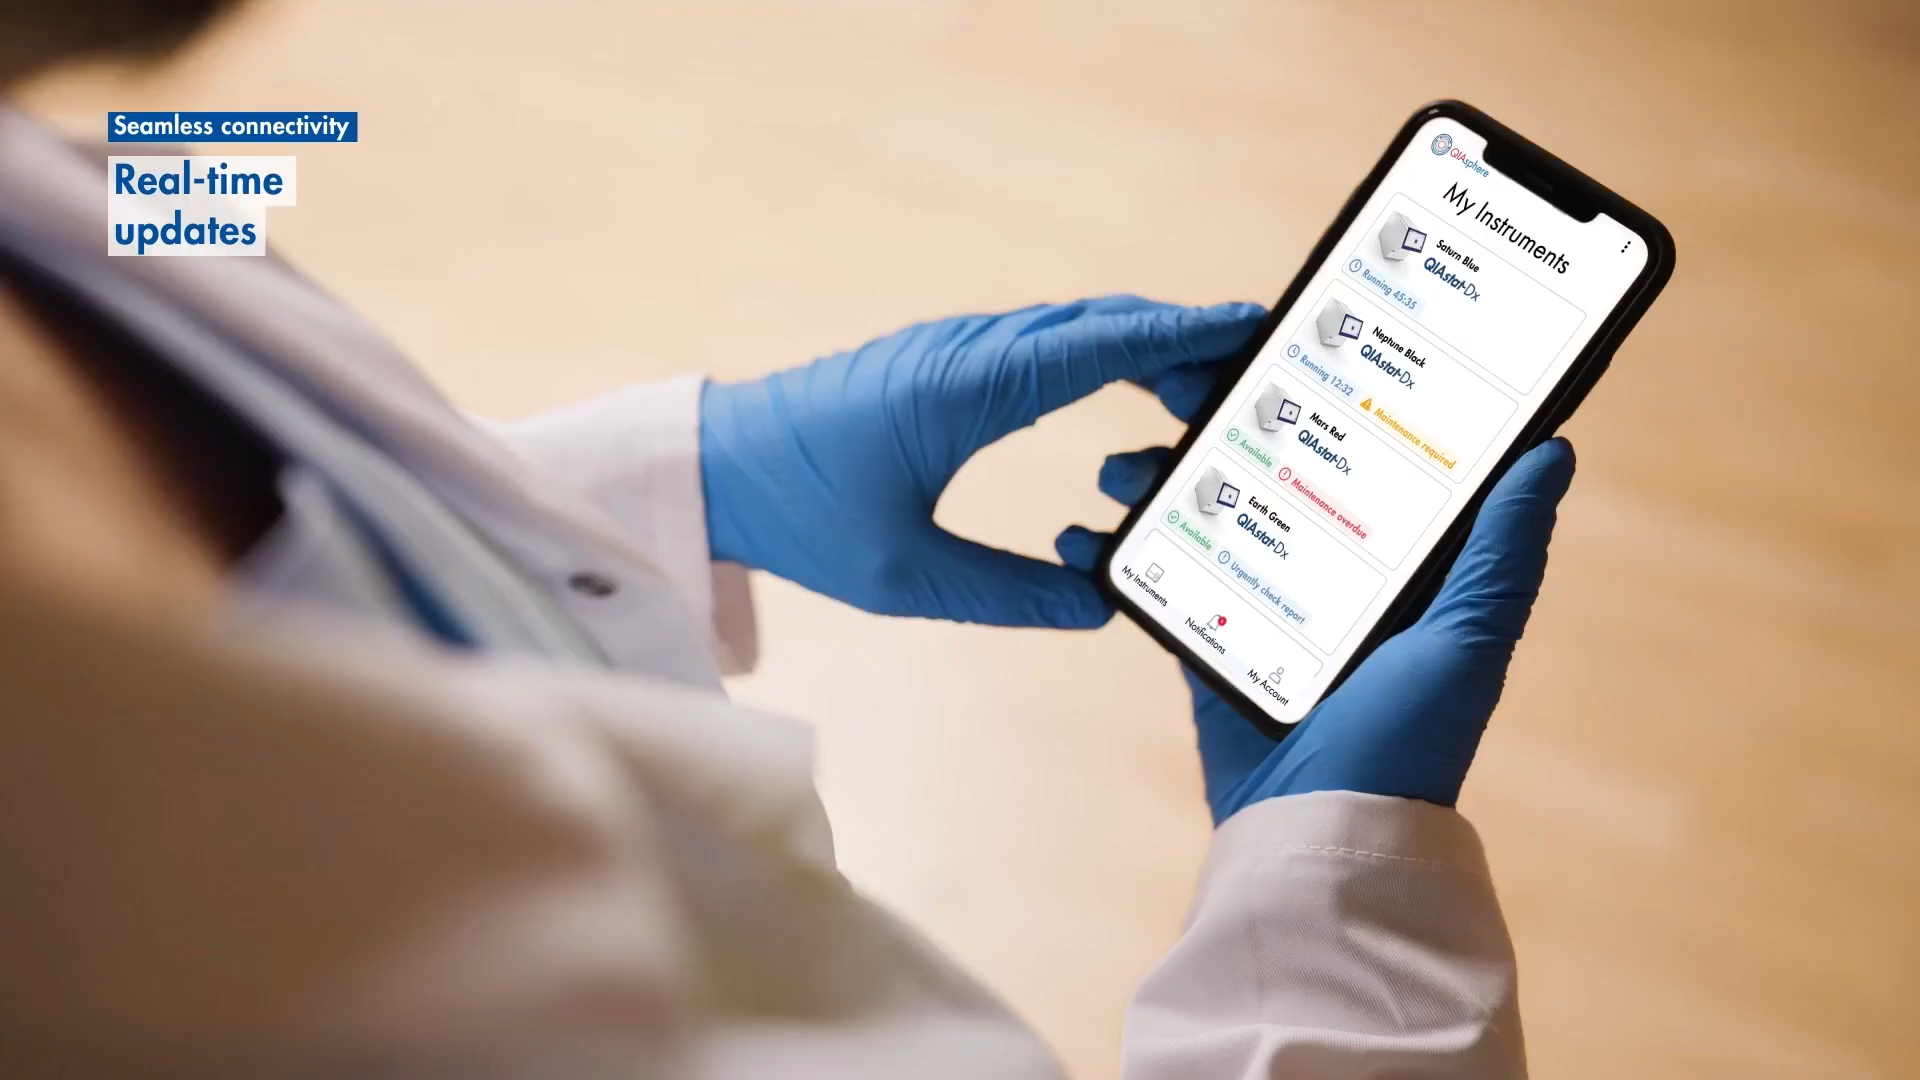 Seamless connectivity
Real-time
updates
QIAsphere
My Instruments
Saturn Blue
QIAstat-Dx
Running 45:35
Neptune Black
QIAstat-Dx
Running 12:32
Maintenance required
Mars Red
QIAstat-Dx
Available
Maintenance overdue
Earth Green
QIAstat-Dx
Available
Urgently check report
My Instruments
Notifications
My Account